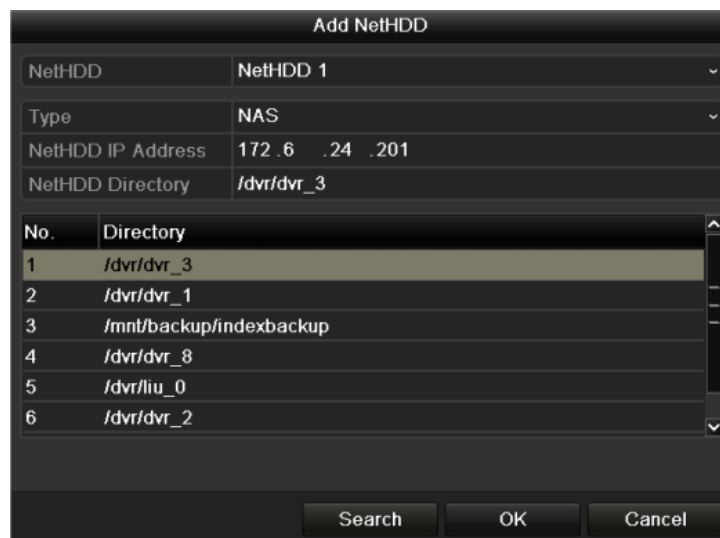 Add NetHDD
NetHDD NetHDD 1
Type NAS
NetHDD IP Address 172 .6 .24 .201
NetHDD Directory /dvr/dvr_3
No. Directory
1 /dvr/dvr_3
2 /dvr/dvr_1
3 /mnt/backup/indexbackup
4 /dvr/dvr_8
5 /dvr/liu_0
6 /dvr/dvr_2
Search OK Cancel